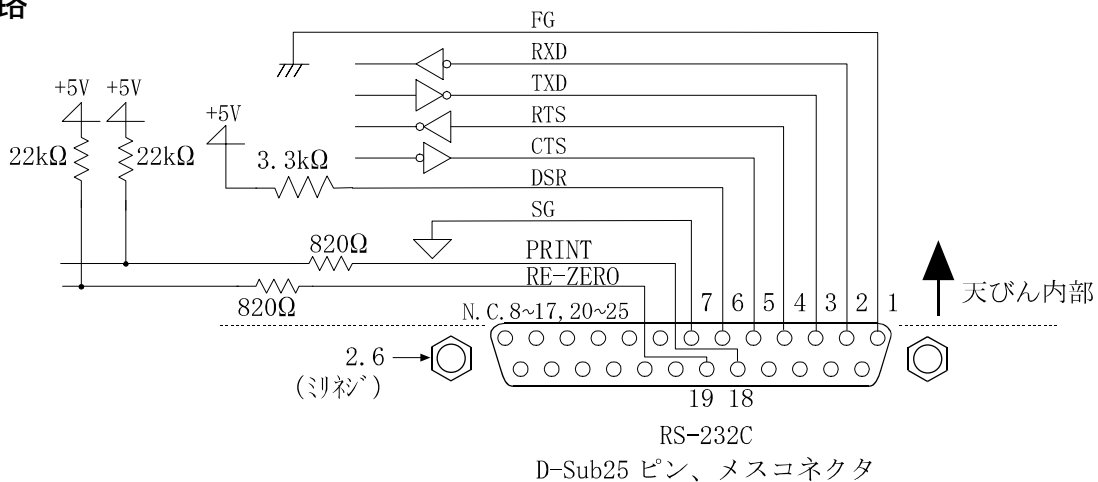 路
FG
RXD
TXD
RTS
CTS
DSR
SG
PRINT
RE-ZERO
+5V +5V
+5V
22kΩ 22kΩ
3.3kΩ
820Ω
820Ω
N.C.8~17,20~25
7 6 5 4 3 2 1
天びん内部
2.6
(ミリネジ)
19 18
RS-232C
D-Sub25 ピン、メスコネクタ